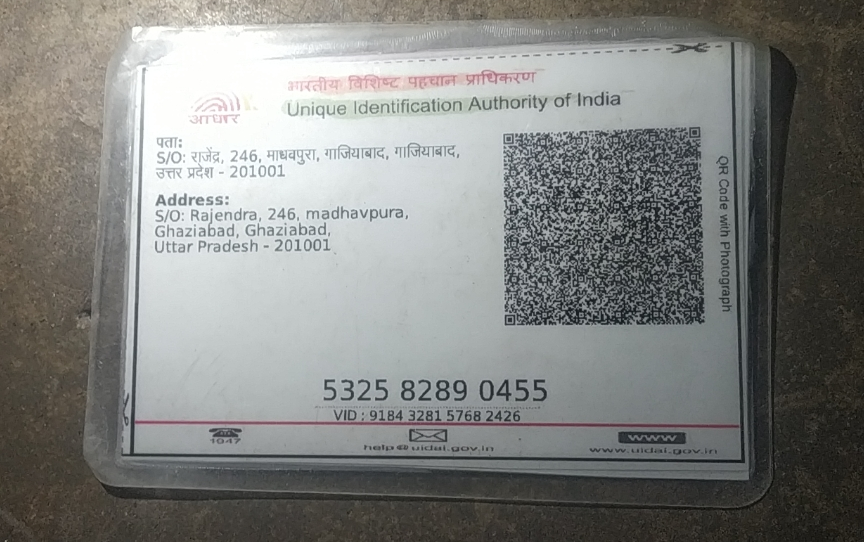 भारतीय विशिष्ट पहचान प्राधिकरण
Unique Identification Authority of India
आधार
पता:
S/O: राजेंद्र, 246, माधवपुरा, गाजियाबाद, गाजियाबाद,
उत्तर प्रदेश - 201001
Address:
S/O: Rajendra, 246, madhavpura,
Ghaziabad, Ghaziabad,
Uttar Pradesh - 201001
QR Code with Photograph
5325 8289 0455
VID : 9184 3281 5768 2426
1947
help@uidai.gov.in
WWW
www.uidai.gov.in